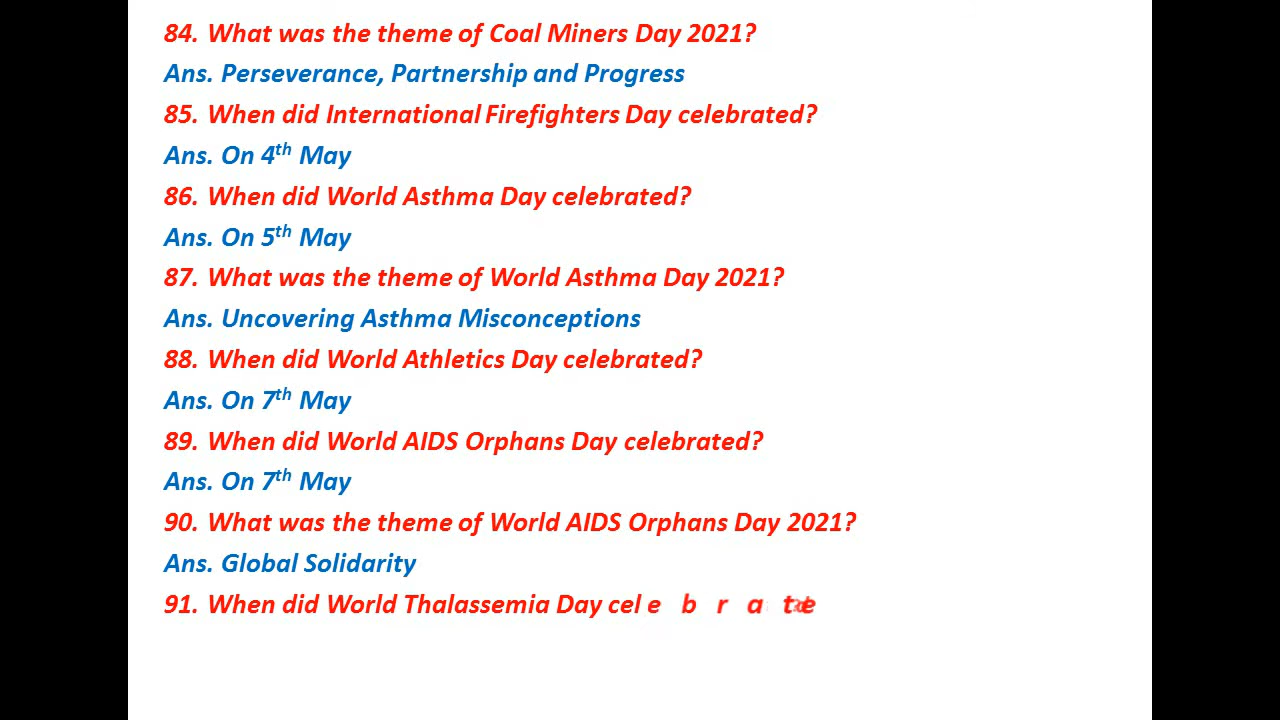 84. What was the theme of Coal Miners Day 2021?
Ans. Perseverance, Partnership and Progress
85. When did International Firefighters Day celebrated?
Ans. On 4th May
86. When did World Asthma Day celebrated?
Ans. On 5th May
87. What was the theme of World Asthma Day 2021?
Ans. Uncovering Asthma Misconceptions
88. When did World Athletics Day celebrated?
Ans. On 7th May
89. When did World AIDS Orphans Day celebrated?
Ans. On 7th May
90. What was the theme of World AIDS Orphans Day 2021?
Ans. Global Solidarity
91. When did World Thalassemia Day